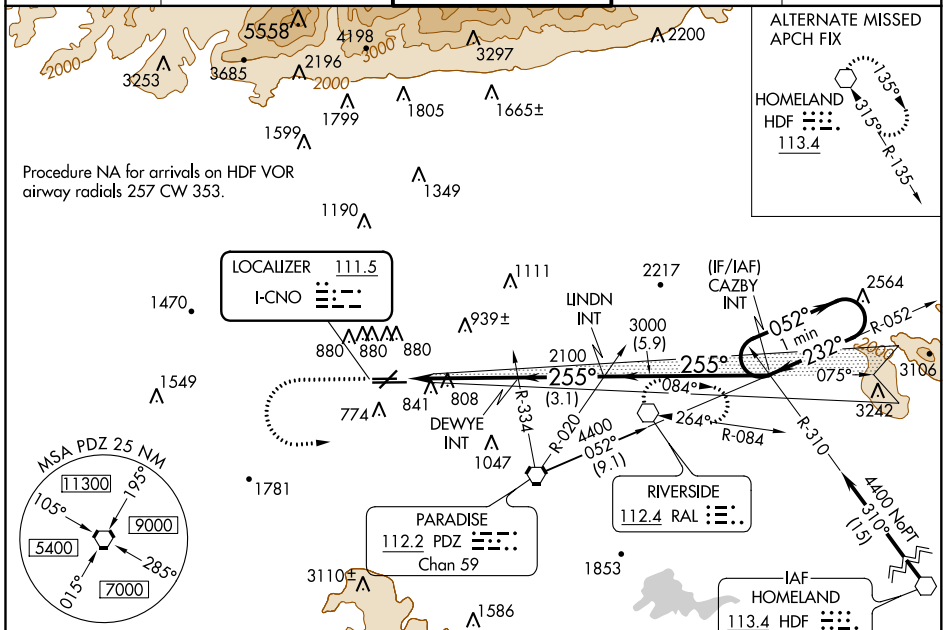 5558
4198
3000
3297
2200
2000
3253
3685
2196
2000
1799
1805
1665±
1599
1349
1190
Procedure NA for arrivals on HDF VOR
airway radials 257 CW 353.
ALTERNATE MISSED
APCH FIX
HOMELAND
HDF
113.4
135°
315°
R-135
LOCALIZER 111.5
I-CNO
1470
1549
880
880
880
939±
1111
2217
LINDN
INT
(IF/IAF)
CAZBY
INT
2564
052°
1 min
232°
R-052
2000
3106
3000
(5.9)
2100
255°
255°
(3.1)
075°
3242
774
841
808
DEWYE
INT
R-334
R-020
084°
264°
R-084
R-310
1047
4400
052°
(9.1)
1781
RIVERSIDE
112.4 RAL
PARADISE
112.2 PDZ
Chan 59
4400 NoPT
310°
(15)
1853
MSA PDZ 25 NM
11300
195°
105°
9000
5400
285°
015°
7000
3110±
1586
IAF
HOMELAND
113.4 HDF